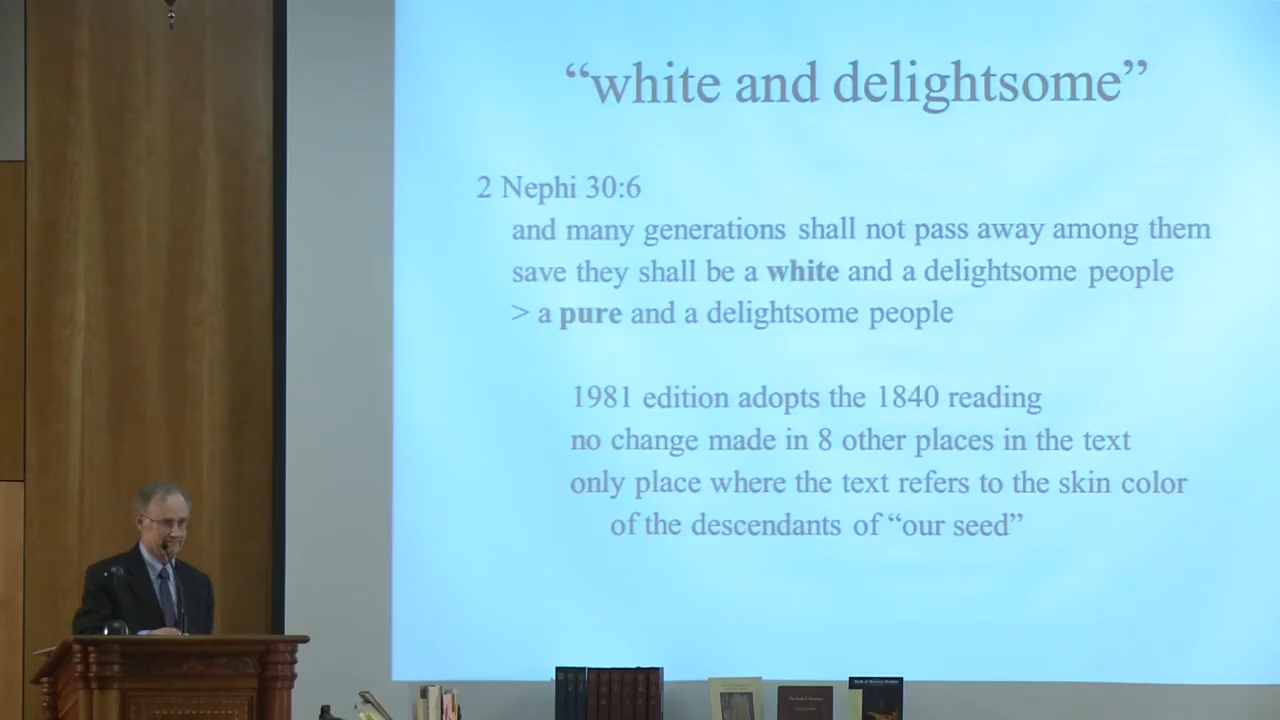 “white and delightsome”
2 Nephi 30:6
and many generations shall not pass away among them
save they shall be a white and a delightsome people
> a pure and a delightsome people
1981 edition adopts the 1840 reading
no change made in 8 other places in the text
only place where the text refers to the skin color
of the descendants of “our seed”